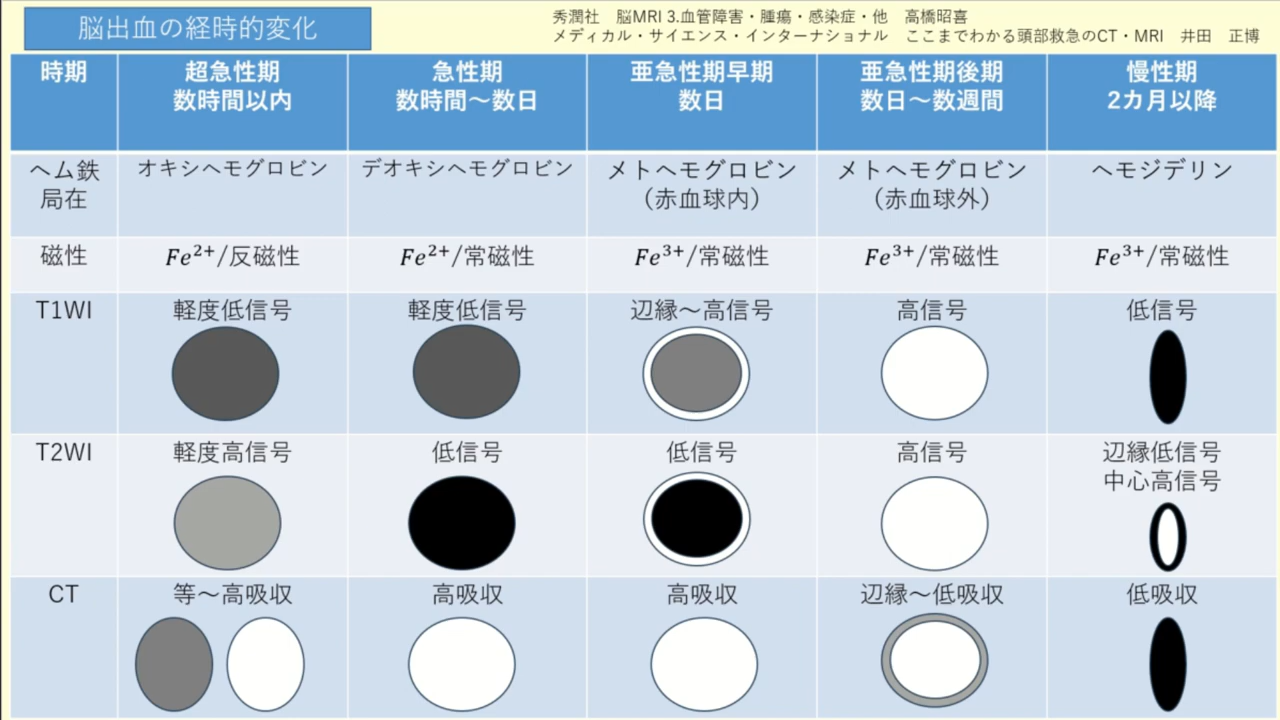 脳出血の経時的変化
秀潤社　脳MRI 3.血管障害・腫瘍・感染症・他　高橋昭喜
メディカル・サイエンス・インターナショナル　ここまでわかる頭部救急のCT・MRI　井田　正博
時期
超急性期
数時間以内
急性期
数時間～数日
亜急性期早期
数日
亜急性期後期
数日～数週間
慢性期
2カ月以降
ヘム鉄
局在
オキシヘモグロビン
デオキシヘモグロビン
メトヘモグロビン
（赤血球内）
メトヘモグロビン
（赤血球外）
ヘモジデリン
磁性
Fe²⁺/反磁性
Fe²⁺/常磁性
Fe³⁺/常磁性
Fe³⁺/常磁性
Fe³⁺/常磁性
T1WI
軽度低信号
軽度低信号
辺縁～高信号
高信号
低信号
T2WI
軽度高信号
低信号
低信号
高信号
辺縁低信号
中心高信号
CT
等～高吸収
高吸収
高吸収
辺縁～低吸収
低吸収